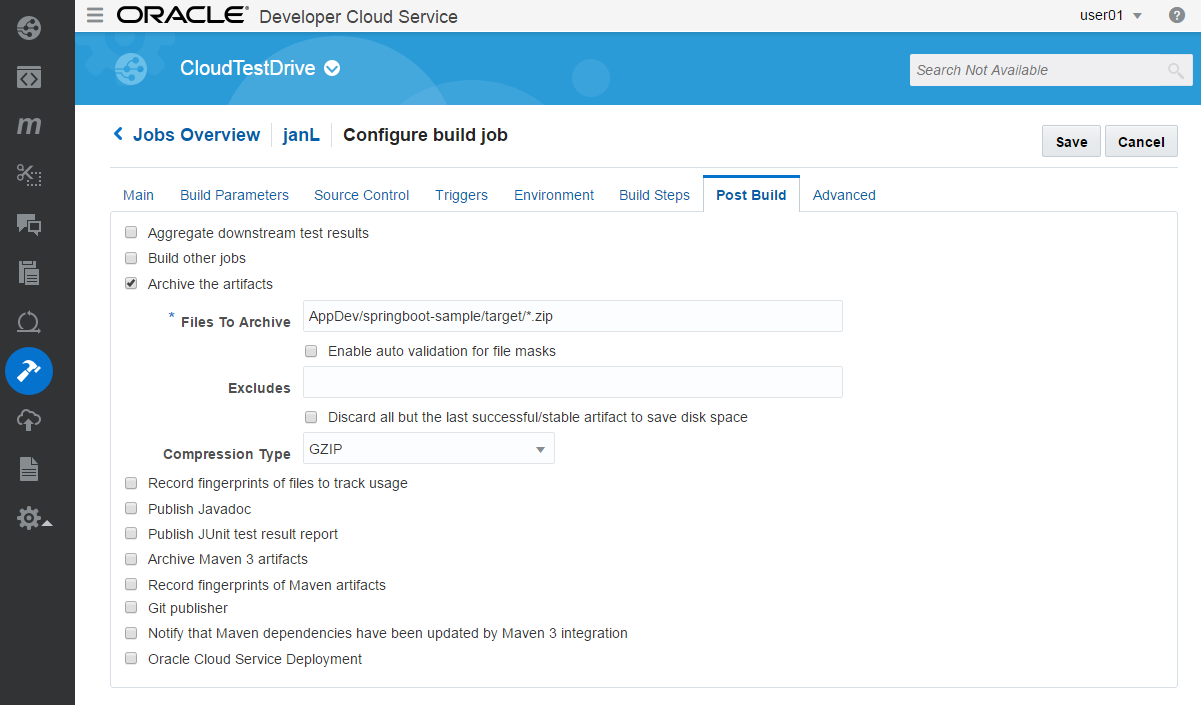 ORACLE® Developer Cloud Service
user01
?
CloudTestDrive
Search Not Available
m
Jobs Overview janL Configure build job
Save Cancel
Main Build Parameters Source Control Triggers Environment Build Steps Post Build Advanced
Aggregate downstream test results
Build other jobs
Archive the artifacts
* Files To Archive AppDev/springboot-sample/target/*.zip
Enable auto validation for file masks
Excludes
Discard all but the last successful/stable artifact to save disk space
Compression Type GZIP
Record fingerprints of files to track usage
Publish Javadoc
Publish JUnit test result report
Archive Maven 3 artifacts
Record fingerprints of Maven artifacts
Git publisher
Notify that Maven dependencies have been updated by Maven 3 integration
Oracle Cloud Service Deployment